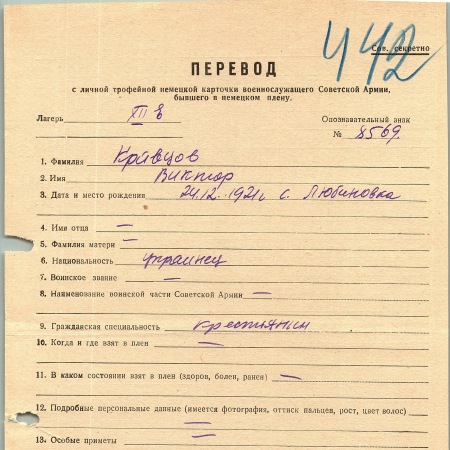 442
Сов. секретно
ПЕРЕВОД
с личной трофейной немецкой карточки военнослужащего Советской Армии,
бывшего в немецком плену.
Лагерь XII в
Опознавательный знак
№ 8569.
1. Фамилия Кравцов
2. Имя Виктор
3. Дата и место рождения 24.12.1921г с. Любиновка
4. Имя отца —
5. Фамилия матери —
6. Национальность украинец
7. Воинское звание —
8. Наименование воинской части Советской Армии —
9. Гражданская специальность крестьянин
10. Когда и где взят в плен —
11. В каком состоянии взят в плен (здоров, болен, ранен) —
12. Подробные персональные данные (имеется фотография, оттиск пальцев, рост, цвет волос)
—
13. Особые приметы —